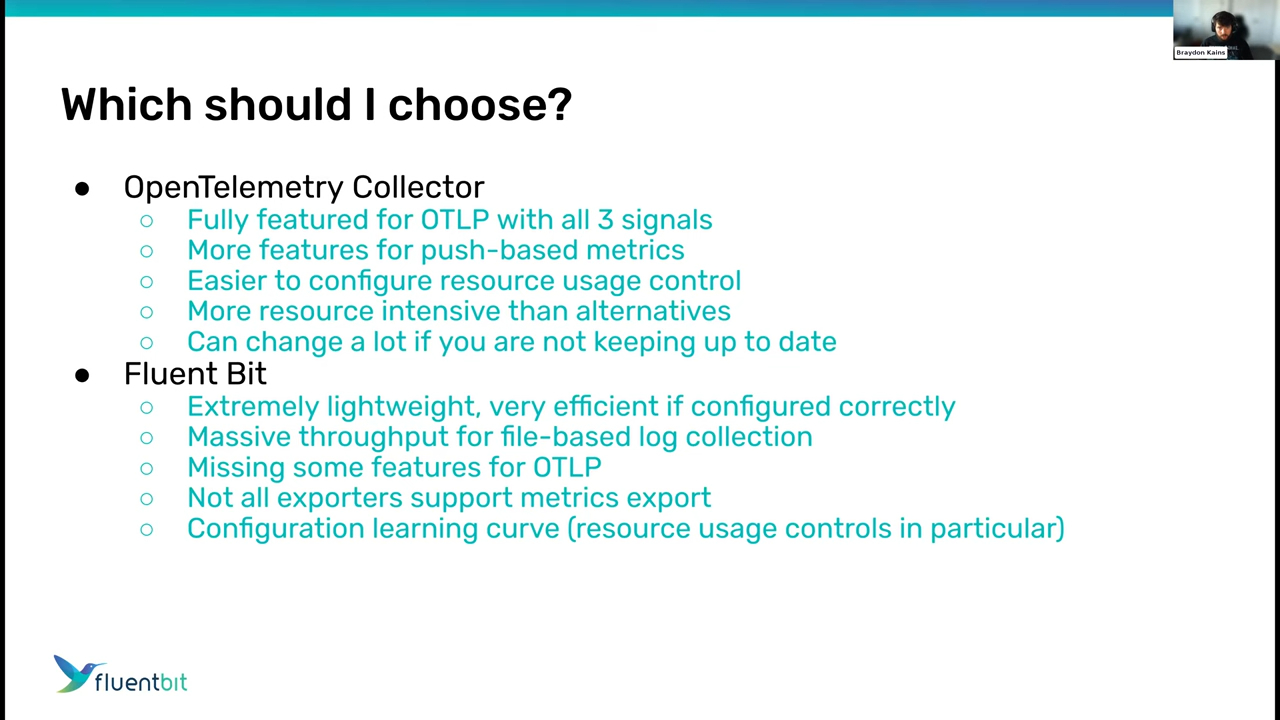 Braydon Kains
Which should I choose?
● OpenTelemetry Collector
○ Fully featured for OTLP with all 3 signals
○ More features for push-based metrics
○ Easier to configure resource usage control
○ More resource intensive than alternatives
○ Can change a lot if you are not keeping up to date
● Fluent Bit
○ Extremely lightweight, very efficient if configured correctly
○ Massive throughput for file-based log collection
○ Missing some features for OTLP
○ Not all exporters support metrics export
○ Configuration learning curve (resource usage controls in particular)
fluentbit